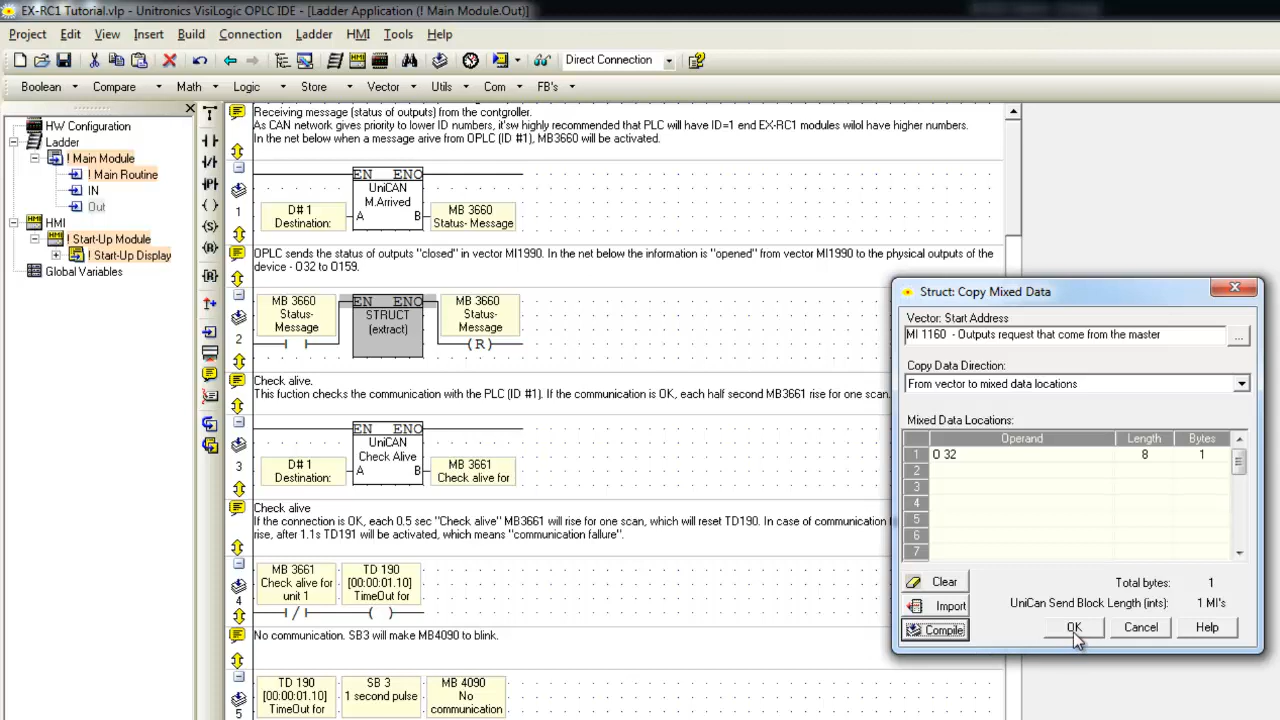 EX-RC1 Tutorial.vlp - Unitronics VisiLogic OPLC IDE - [Ladder Application (! Main Module.Out)]
Project Edit View Insert Build Connection Ladder HMI Tools Help
Direct Connection
Boolean Compare Math Logic Store Vector Utils Com FB's
HW Configuration
Ladder
! Main Module
! Main Routine
IN
Out
HMI
! Start-Up Module
! Start-Up Display
Global Variables
Receiving message (status of outputs) from the contgroller.
As CAN network gives priority to lower ID numbers, it'sw highly recommended that PLC will have ID=1 end EX-RC1 modules wilol have higher numbers.
In the net below when a message arive from OPLC (ID #1), MB3660 will be activated.
EN ENO
UniCAN
M.Arrived
1
D# 1
Destination:
A B
MB 3660
Status- Message
OPLC sends the status of outputs "closed" in vector MI1990. In the net below the information is "opened" from vector MI1990 to the physical outputs of the
device - O32 to O159.
2
MB 3660
Status-
Message
EN ENO
STRUCT
(extract)
MB 3660
Status-
Message
(R)
Check alive.
This fuction checks the communication with the PLC (ID #1). If the communication is OK, each half second MB3661 rise for one scan.
EN ENO
UniCAN
Check Alive
3
D# 1
Destination:
A B
MB 3661
Check alive for
Check alive
If the connection is OK, each 0.5 sec "Check alive" MB3661 will rise for one scan, which will reset TD190. In case of communication
rise, after 1.1s TD191 will be activated, which means "communication failure".
4
MB 3661
Check alive for
unit 1
TD 190
[00:00:01.10]
TimeOut for
No communication. SB3 will make MB4090 to blink.
5
TD 190
[00:00:01.10]
TimeOut for
SB 3
1 second pulse
MB 4090
No
communication
Struct: Copy Mixed Data
Vector: Start Address
MI 1160 - Outputs request that come from the master
...
Copy Data Direction:
From vector to mixed data locations
Mixed Data Locations:
Operand Length Bytes
1 O 32 8 1
2
3
4
5
6
7
Clear
Total bytes: 1
Import
UniCan Send Block Length (ints): 1 MI's
Compile
OK Cancel Help